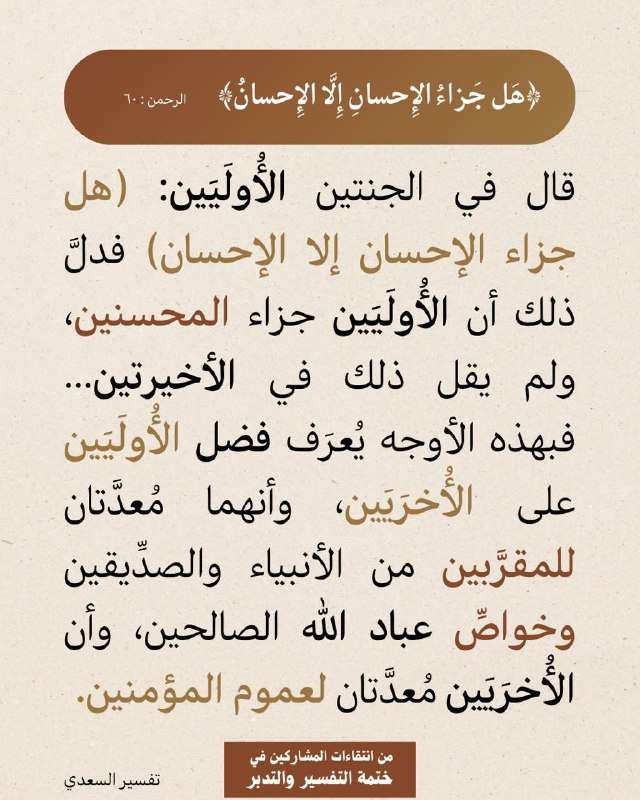 ﴿هَل جَزاءُ الإِحسانِ إِلَّا الإِحسانُ﴾ الرحمن : ٦٠
قال في الجنتين الأُولَيَين: (هل
جزاء الإحسان إلا الإحسان) فدلَّ
ذلك أن الأُولَيَين جزاء المحسنين،
ولم يقل ذلك في الأخيرتين...
فبهذه الأوجه يُعرَف فضل الأُولَيَين
على الأُخرَيَين، وأنهما مُعدَّتان
للمقرَّبين من الأنبياء والصدِّيقين
وخواصِّ عباد الله الصالحين، وأن
الأُخرَيَين مُعدَّتان لعموم المؤمنين.
من انتقاءات المشاركين في
ختمة التفسير والتدبر
تفسير السعدي